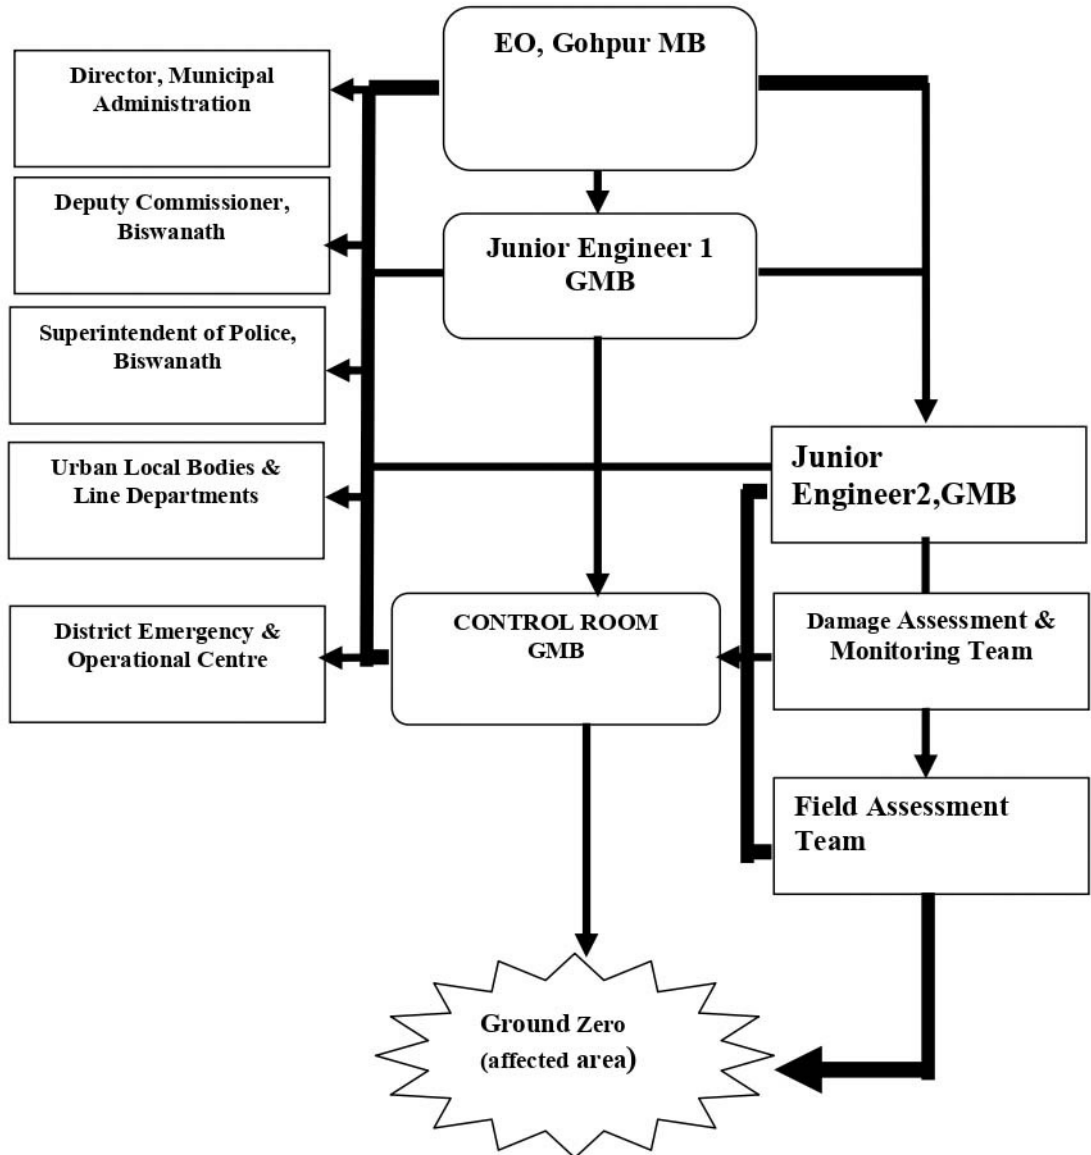 EO, Gohpur MB
Director, Municipal
Administration
Deputy Commissioner,
Biswanath
Junior Engineer 1
GMB
Superintendent of Police,
Biswanath
Urban Local Bodies &
Line Departments
Junior
Engineer2,GMB
District Emergency &
Operational Centre
CONTROL ROOM
GMB
Damage Assessment &
Monitoring Team
Field Assessment
Team
Ground Zero
(affected area)